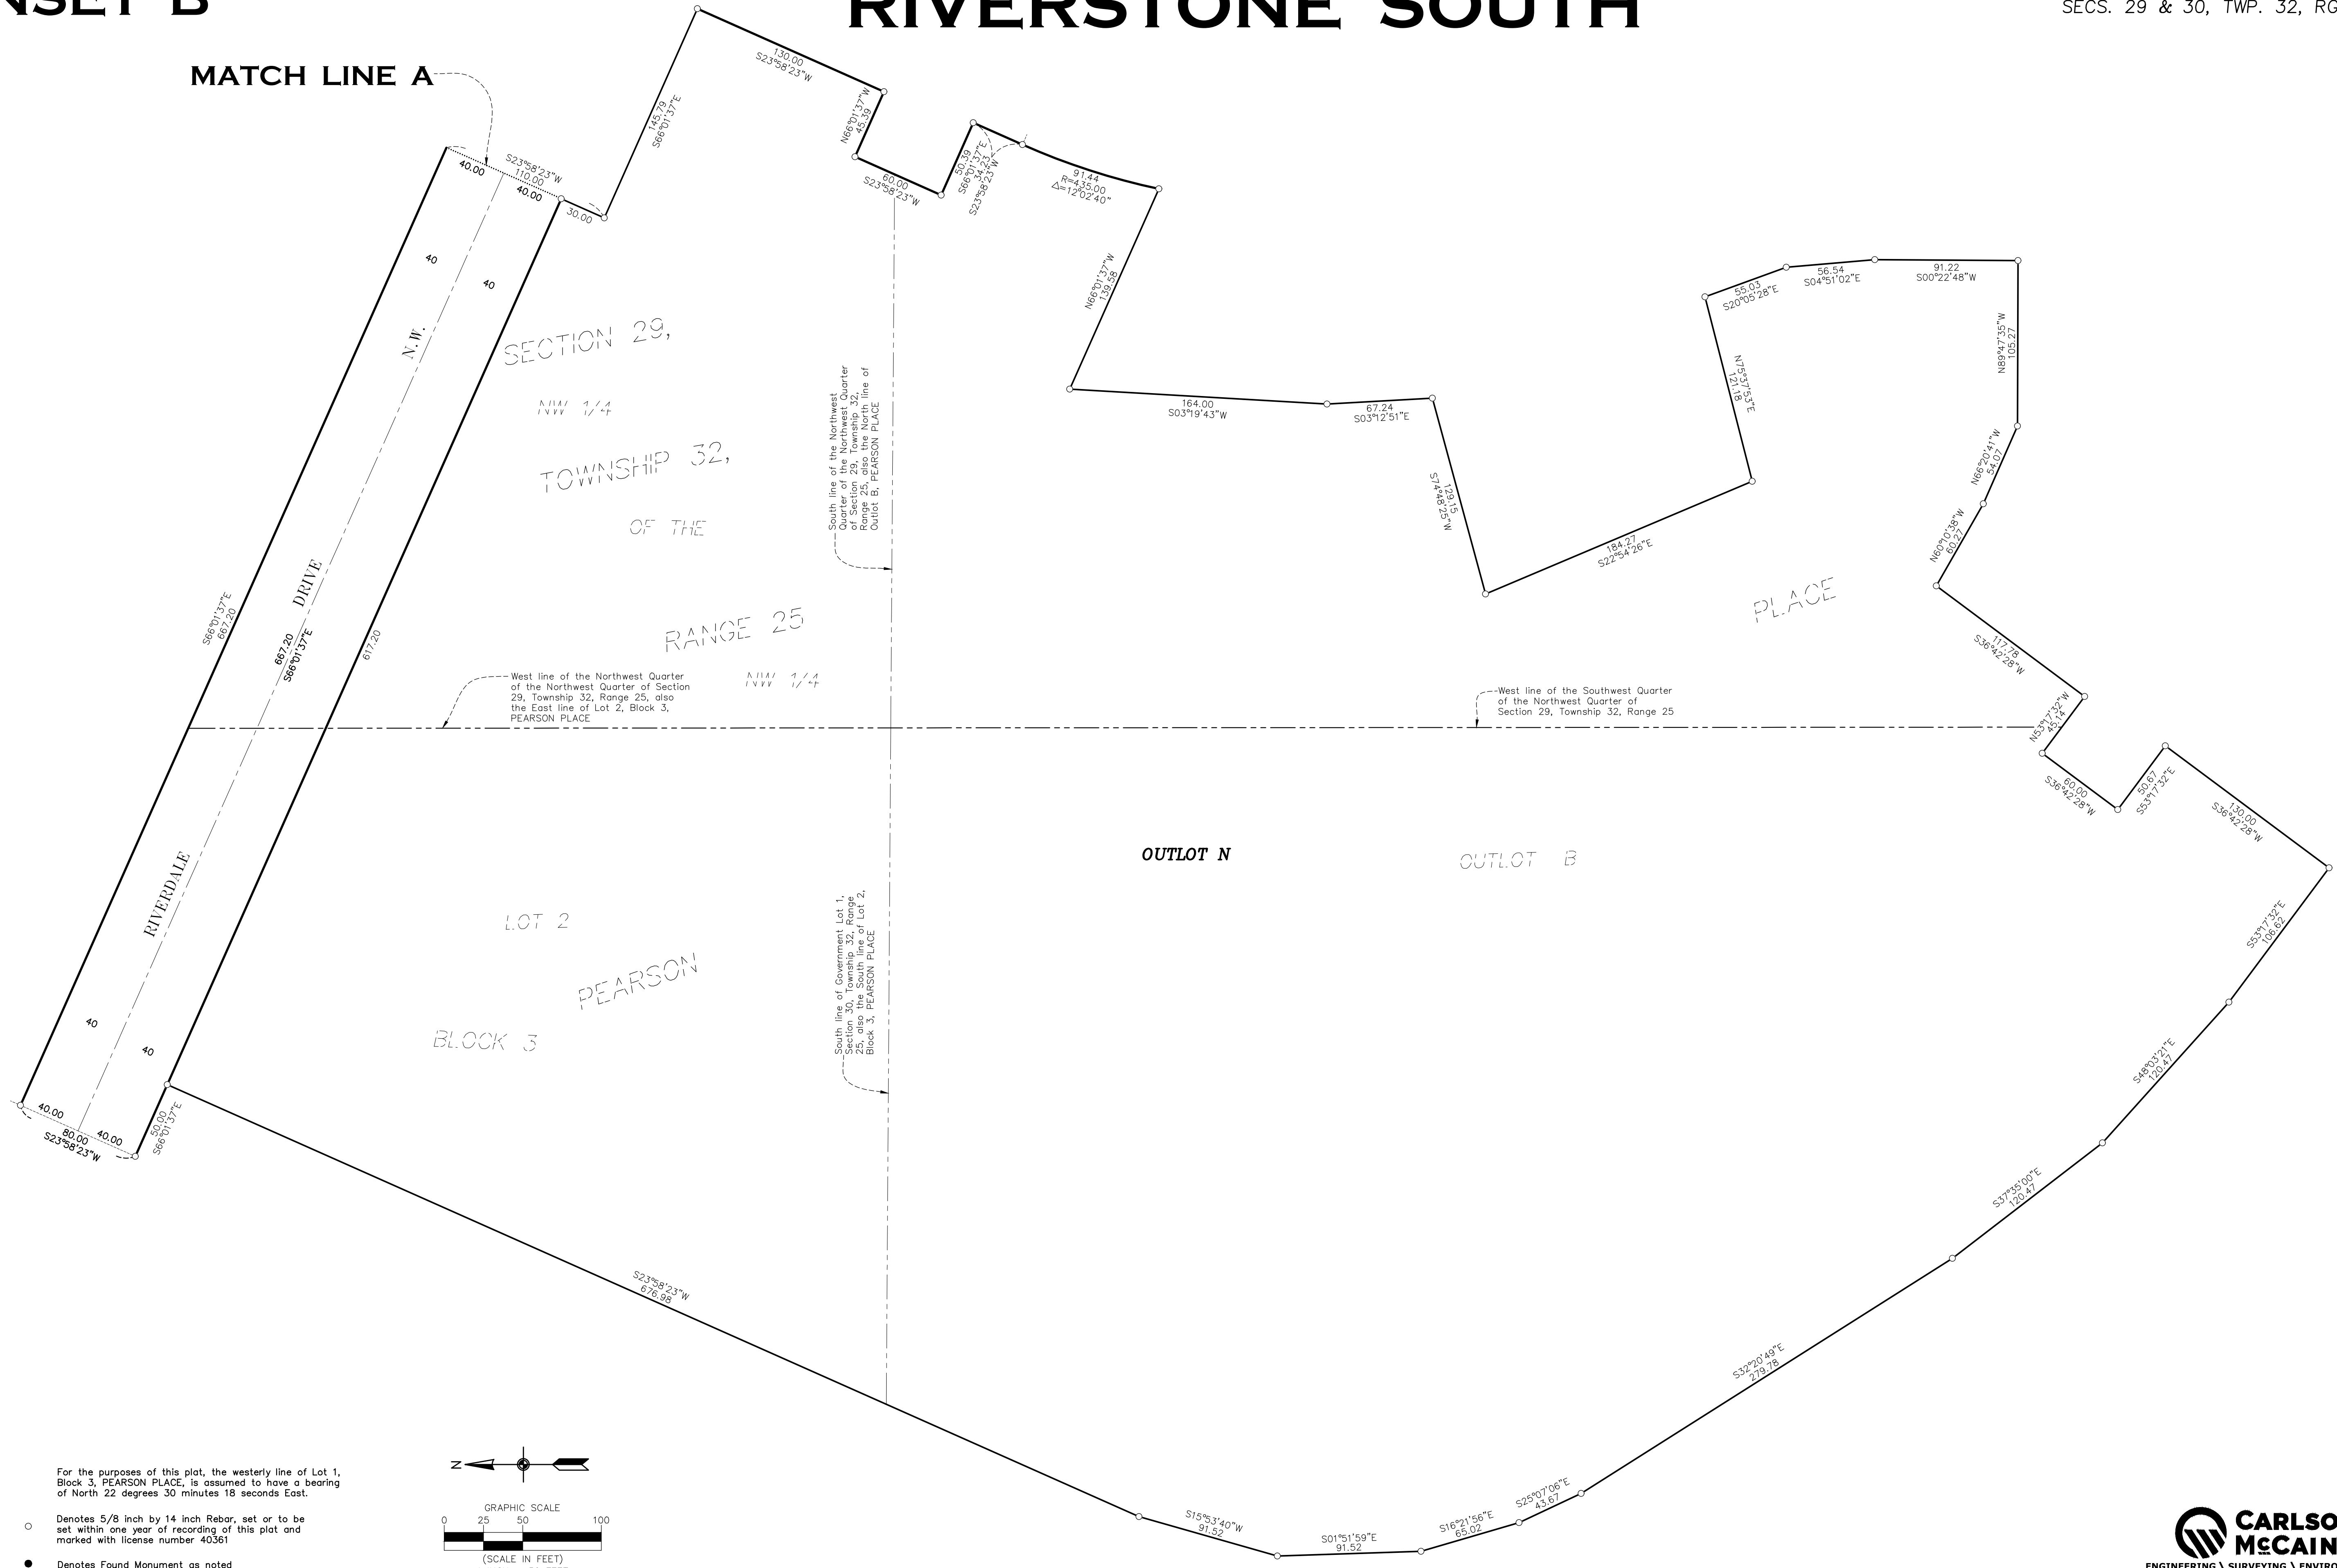 NSET B
RIVERSTONE SOUTH
SECS. 29 & 30, TWP. 32, RG
MATCH LINE A
130.00
S23°58'23"W
145.79
S66°01'37"E
N66°01'37"W
45.39
60.00
S23°58'23"W
50.39
S66°01'37"E
34.23
S23°58'23"W
91.44
R=435.00
Δ=12°02'40"
S23°58'23"W
110.00
40.00
40.00
30.00
40
40
N.W.
SECTION 29,
NW 1/4
TOWNSHIP 32,
OF THE
RANGE 25
NW 1/4
South line of the Northwest
Quarter of the Northwest Quarter
of Section 29, Township 32,
Range 25, also the North line of
Outlot B, PEARSON PLACE
N66°01'37"W
139.58
164.00
S03°19'43"W
67.24
S03°12'51"E
S74°48'25"W
129.15
184.27
S22°54'26"E
N75°37'53"E
121.18
55.03
S20°05'28"E
56.54
S04°51'02"E
91.22
S00°22'48"W
N89°47'35"W
105.27
N66°20'41"W
54.07
N60°10'38"W
60.27
117.78
S36°42'28"W
N53°17'32"W
45.14
60.00
S36°42'28"W
50.67
S53°17'32"E
130.00
S36°42'28"W
PLACE
S66°01'37"E
667.20
DRIVE
667.20
S66°01'37"E
617.20
West line of the Northwest Quarter
of the Northwest Quarter of Section
29, Township 32, Range 25, also
the East line of Lot 2, Block 3,
PEARSON PLACE
West line of the Southwest Quarter
of the Northwest Quarter of
Section 29, Township 32, Range 25
RIVERDALE
OUTLOT N
OUTLOT B
LOT 2
PEARSON
BLOCK 3
South line of Government Lot 1,
Section 30, Township 32, Range
25, also the South line of Lot 2,
Block 3, PEARSON PLACE
40
40
40.00
80.00
40.00
S23°58'23"W
50.00
S66°01'37"E
S53°17'32"E
106.62
S48°03'21"E
120.47
S37°35'00"E
120.47
S32°20'49"E
279.78
S25°07'06"E
43.67
S16°21'56"E
65.02
S01°51'59"E
91.52
S15°53'40"W
91.52
S23°58'23"W
676.98
For the purposes of this plat, the westerly line of Lot 1,
Block 3, PEARSON PLACE, is assumed to have a bearing
of North 22 degrees 30 minutes 18 seconds East.
Denotes 5/8 inch by 14 inch Rebar, set or to be
set within one year of recording of this plat and
marked with license number 40361
Denotes Found Monument as noted
N
GRAPHIC SCALE
0 25 50 100
(SCALE IN FEET)
CARLSO
McCAIN
ENGINEERING \ SURVEYING \ ENVIRO